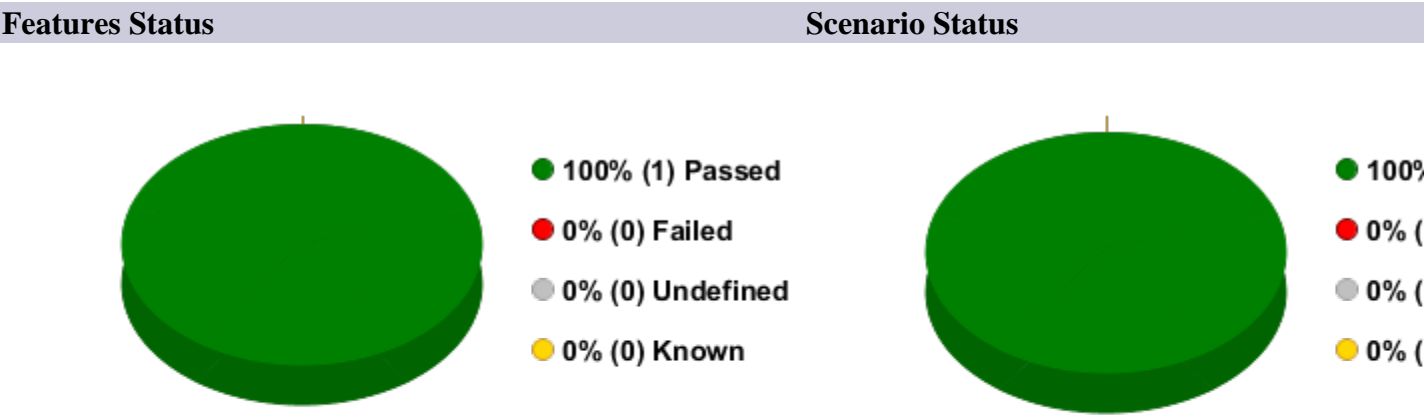 Features Status
Scenario Status
100% (1) Passed
0% (0) Failed
0% (0) Undefined
0% (0) Known
100%
0% (
0% (
0% (